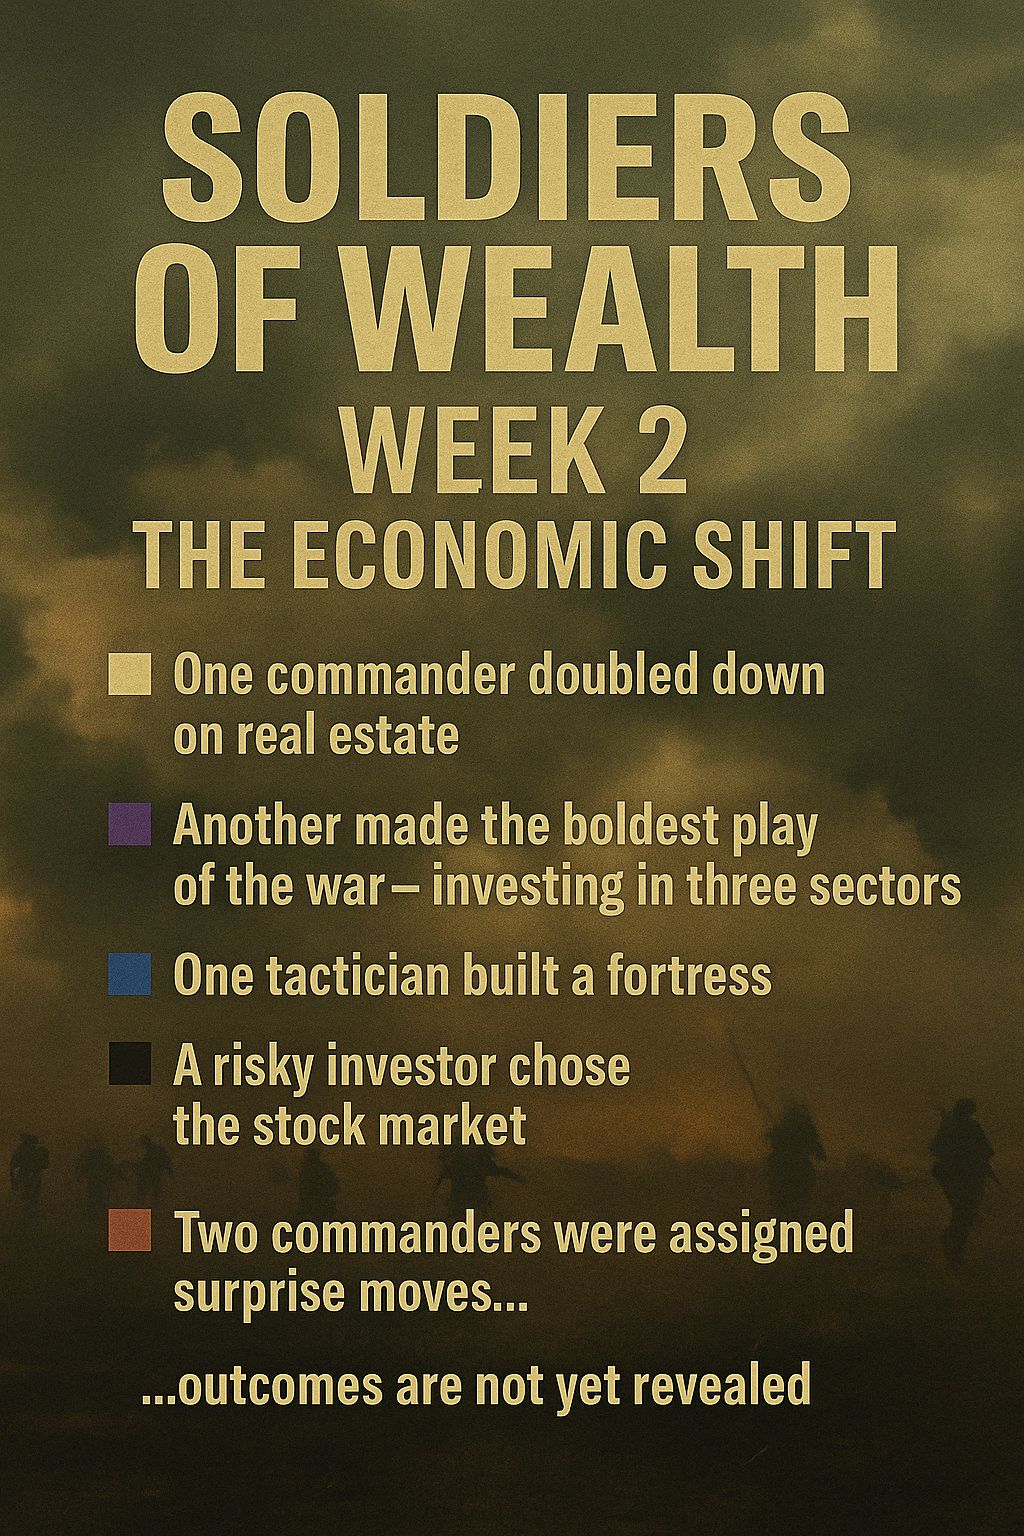 SOLDIERS
OF WEALTH
WEEK 2
THE ECONOMIC SHIFT
One commander doubled down
on real estate
Another made the boldest play
of the war – investing in three sectors
One tactician built a fortress
A risky investor chose
the stock market
Two commanders were assigned
surprise moves...
...outcomes are not yet revealed